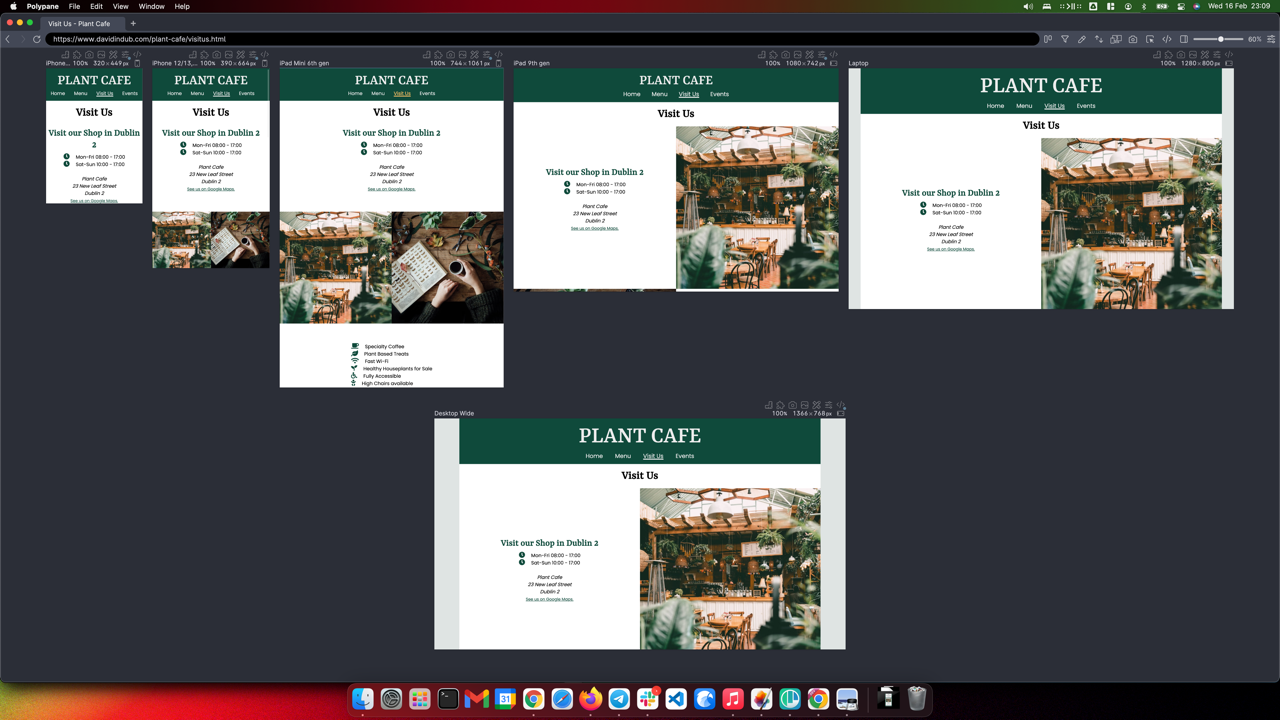 Polypane File Edit View Window Help Wed 16 Feb 23:09
Visit Us - Plant Cafe
https://www.davidindub.com/plant-cafe/visitus.html 60%
iPhone... 100% 320 x 449 px
PLANT CAFE
Home Menu Visit Us Events
Visit Us
Visit our Shop in Dublin
2
Mon-Fri 08:00 - 17:00
Sat-Sun 10:00 - 17:00
Plant Cafe
23 New Leaf Street
Dublin 2
See us on Google Maps.
iPhone 12/13,... 100% 390 x 664 px
PLANT CAFE
Home Menu Visit Us Events
Visit Us
Visit our Shop in Dublin 2
Mon-Fri 08:00 - 17:00
Sat-Sun 10:00 - 17:00
Plant Cafe
23 New Leaf Street
Dublin 2
See us on Google Maps.
iPad Mini 6th gen 100% 744 x 1061 px
PLANT CAFE
Home Menu Visit Us Events
Visit Us
Visit our Shop in Dublin 2
Mon-Fri 08:00 - 17:00
Sat-Sun 10:00 - 17:00
Plant Cafe
23 New Leaf Street
Dublin 2
See us on Google Maps.
Specialty Coffee
Plant Based Treats
Fast Wi-Fi
Healthy Houseplants for Sale
Fully Accessible
High Chairs available
iPad 9th gen 100% 1080 x 742 px
PLANT CAFE
Home Menu Visit Us Events
Visit Us
Visit our Shop in Dublin 2
Mon-Fri 08:00 - 17:00
Sat-Sun 10:00 - 17:00
Plant Cafe
23 New Leaf Street
Dublin 2
See us on Google Maps.
Laptop 100% 1280 x 800 px
PLANT CAFE
Home Menu Visit Us Events
Visit Us
Visit our Shop in Dublin 2
Mon-Fri 08:00 - 17:00
Sat-Sun 10:00 - 17:00
Plant Cafe
23 New Leaf Street
Dublin 2
See us on Google Maps.
Desktop Wide 100% 1366 x 768 px
PLANT CAFE
Home Menu Visit Us Events
Visit Us
Visit our Shop in Dublin 2
Mon-Fri 08:00 - 17:00
Sat-Sun 10:00 - 17:00
Plant Cafe
23 New Leaf Street
Dublin 2
See us on Google Maps.
31